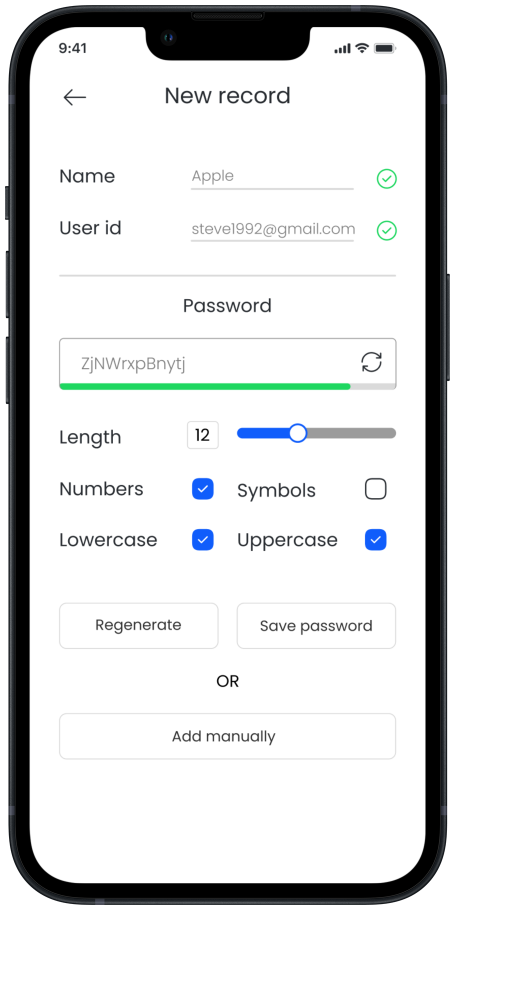 9:41
New record
Name Apple
User id steve1992@gmail.com
Password
ZjNWrxpBnytj
Length 12
Numbers Symbols
Lowercase Uppercase
Regenerate Save password
OR
Add manually